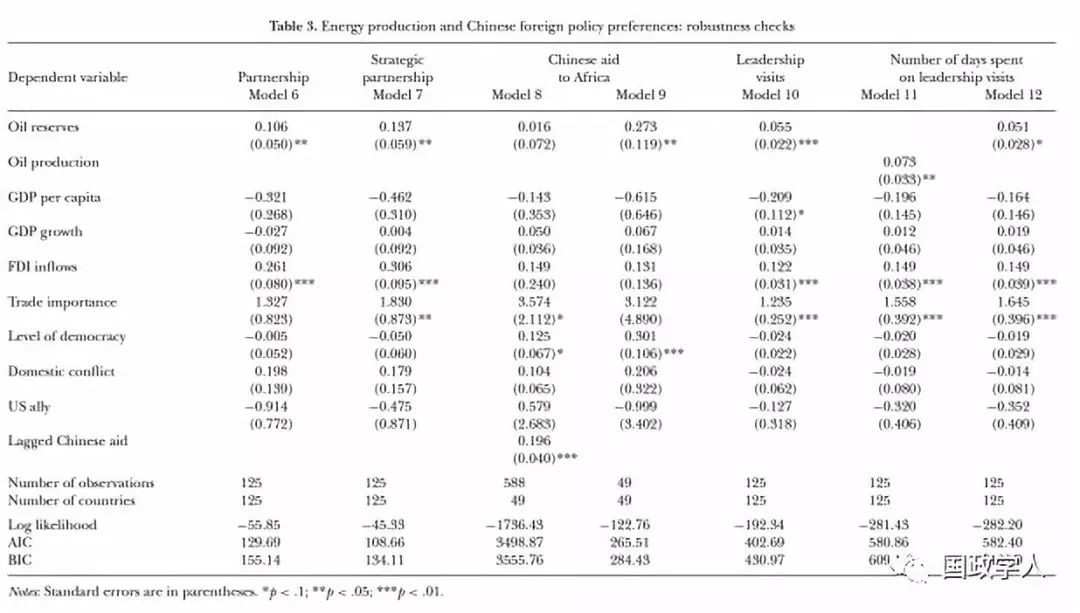 Table 3. Energy production and Chinese foreign policy preferences: robustness checks
Strategic Chinese aid Leadership Number of days spent
Dependent variable Partnership partnership to Africa visits on leadership visits
Model 6 Model 7 Model 8 Model 9 Model 10 Model 11 Model 12
Oil reserves 0.106 0.137 0.016 0.273 0.055 0.051
(0.050)** (0.059)** (0.072) (0.119)** (0.022)*** (0.028)*
Oil production 0.073
(0.033)**
GDP per capita −0.321 −0.462 −0.143 −0.615 −0.209 −0.196 −0.164
(0.268) (0.310) (0.353) (0.646) (0.112)* (0.145) (0.146)
GDP growth −0.027 0.004 0.050 0.067 0.014 0.012 0.019
(0.092) (0.092) (0.036) (0.168) (0.035) (0.046) (0.046)
FDI inflows 0.261 0.306 0.149 0.131 0.122 0.149 0.149
(0.080)*** (0.095)*** (0.240) (0.136) (0.031)*** (0.038)*** (0.039)***
Trade importance 1.327 1.830 3.574 3.122 1.235 1.558 1.645
(0.823) (0.873)** (2.112)* (4.890) (0.252)*** (0.392)*** (0.396)***
Level of democracy −0.005 −0.050 0.125 0.301 −0.024 −0.020 −0.019
(0.052) (0.060) (0.067)* (0.106)*** (0.022) (0.028) (0.029)
Domestic conflict 0.198 0.179 0.104 0.206 −0.024 −0.019 −0.014
(0.139) (0.157) (0.065) (0.322) (0.062) (0.080) (0.081)
US ally −0.914 −0.475 0.579 −0.999 −0.127 −0.320 −0.352
(0.772) (0.871) (2.683) (3.402) (0.318) (0.406) (0.409)
Lagged Chinese aid 0.196
(0.040)***
Number of observations 125 125 588 49 125 125 125
Number of countries 125 125 49 49 125 125 125
Log likelihood −55.85 −45.33 −1736.43 −122.76 −192.34 −281.43 −282.20
AIC 129.69 108.66 3498.87 265.51 402.69 580.86 582.40
BIC 155.14 134.11 3555.76 284.43 430.97
国政学人
Notes: Standard errors are in parentheses. *p < .1; **p < .05; ***p < .01.